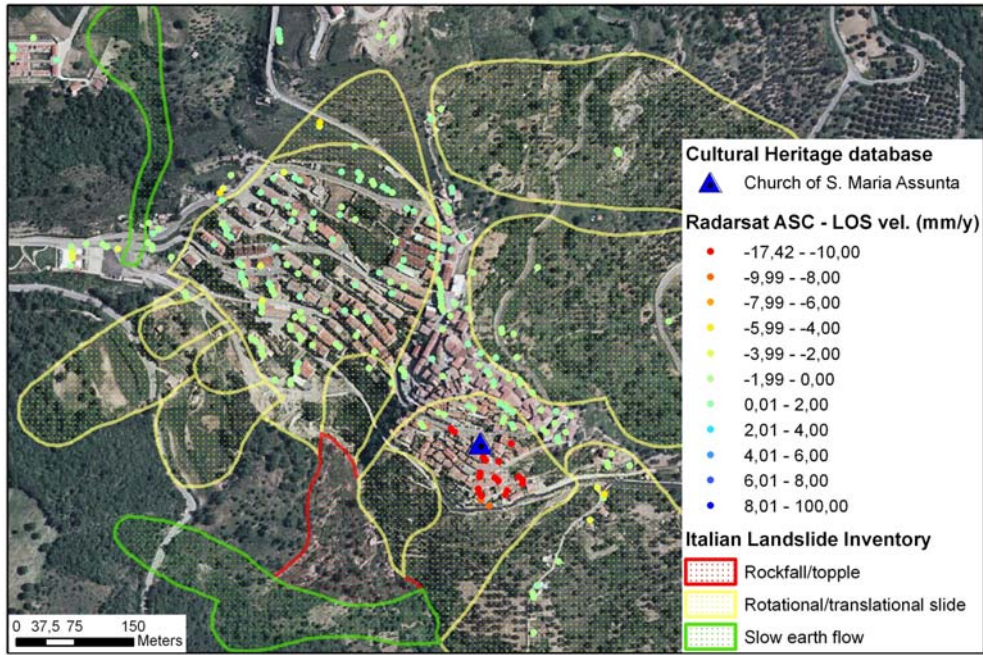 Cultural Heritage database
Church of S. Maria Assunta
Radarsat ASC - LOS vel. (mm/y)
-17,42 - -10,00
-9,99 - -8,00
-7,99 - -6,00
-5,99 - -4,00
-3,99 - -2,00
-1,99 - 0,00
0,01 - 2,00
2,01 - 4,00
4,01 - 6,00
6,01 - 8,00
8,01 - 100,00
Italian Landslide Inventory
Rockfall/topple
Rotational/translational slide
Slow earth flow
0 37,5 75 150
Meters